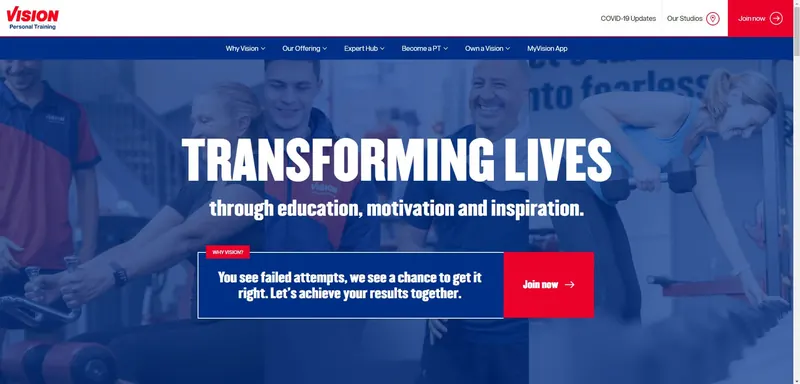 VISION
Personal Training
COVID-19 Updates
Our Studios
Join now
Why Vision
Our Offering
Expert Hub
Become a PT
Own a Vision
MyVision App
into fearless
TRANSFORMING LIVES
through education, motivation and inspiration.
WHY VISION?
You see failed attempts, we see a chance to get it
right. Let's achieve your results together.
Join now